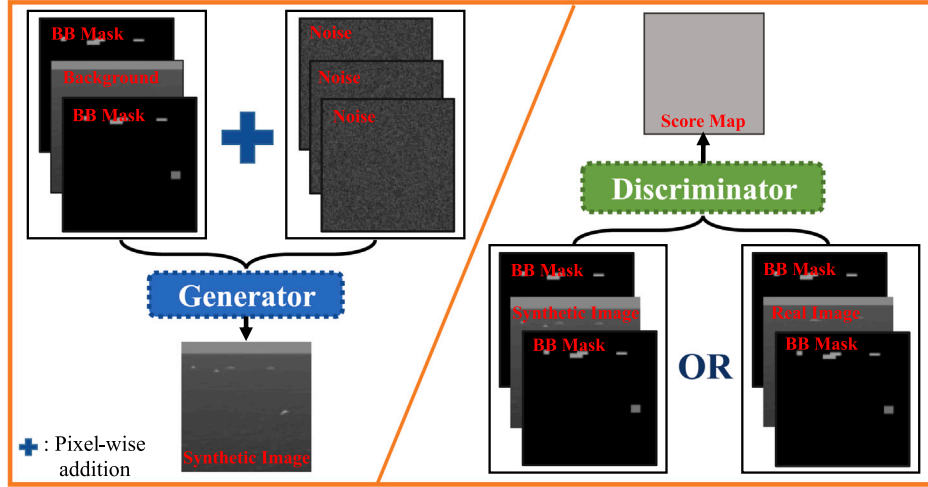 BB Mask
Background
BB Mask
Noise
Noise
Noise
Generator
Synthetic Image
: Pixel-wise
addition
Score Map
Discriminator
BB Mask
Synthetic Image
BB Mask
OR
BB Mask
Real Image
BB Mask